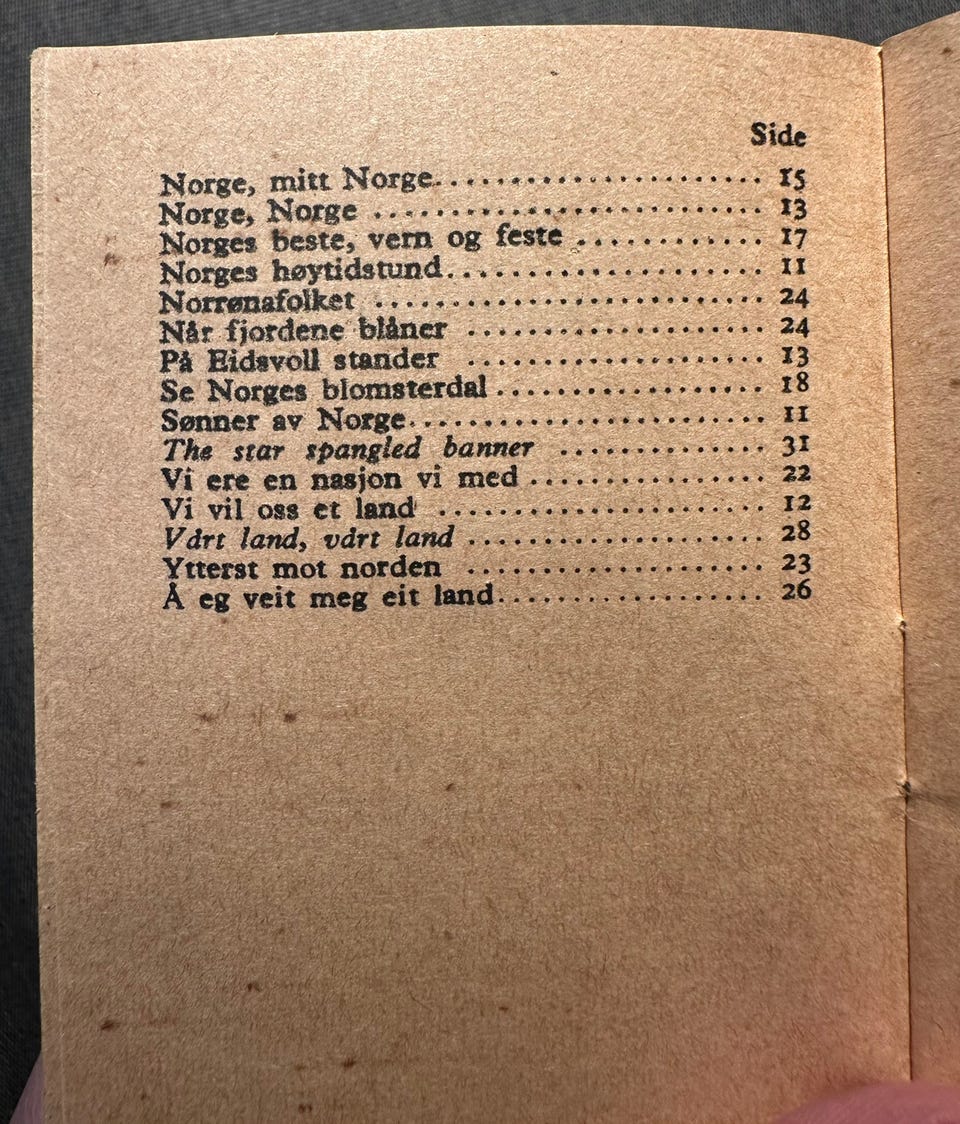 Side
Norge, mitt Norge........................ 15
Norge, Norge ............................. 13
Norges beste, vern og feste .............. 17
Norges høytidstund........................ 11
Norrønafolket ............................ 24
Når fjordene blåner ...................... 24
På Eidsvoll stander ...................... 13
Se Norges blomsterdal..................... 18
Sønner av Norge........................... 11
The star spangled banner ................ 31
Vi ere en nasjon vi med .................. 22
Vi vil oss et land ....................... 12
Vårt land, vårt land ..................... 28
Ytterst mot norden ....................... 23
Å eg veit meg eit land.................... 26